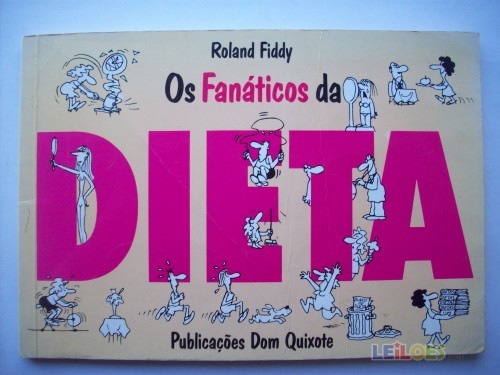 Roland Fiddy
Os Fanáticos da
DIETA
Publicações Dom Quixote
LEILOES